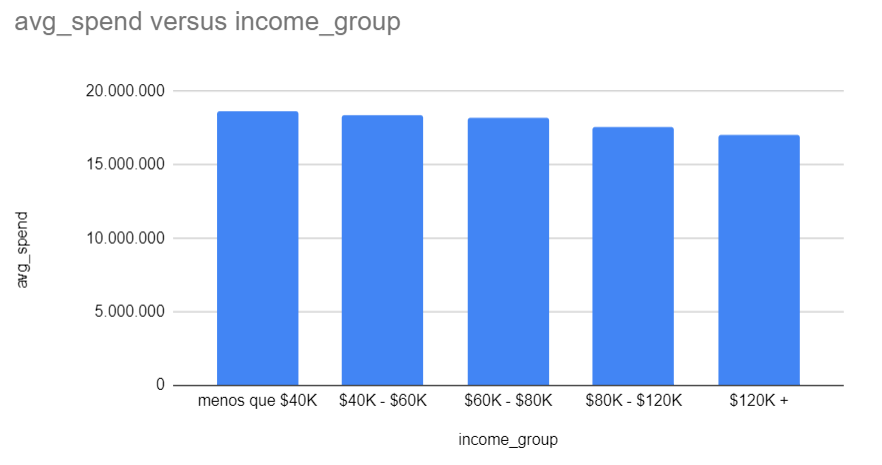 avg_spend versus income_group
20.000.000
15.000.000
10.000.000
5.000.000
0
avg_spend
menos que $40K $40K - $60K $60K - $80K $80K - $120K $120K +
income_group